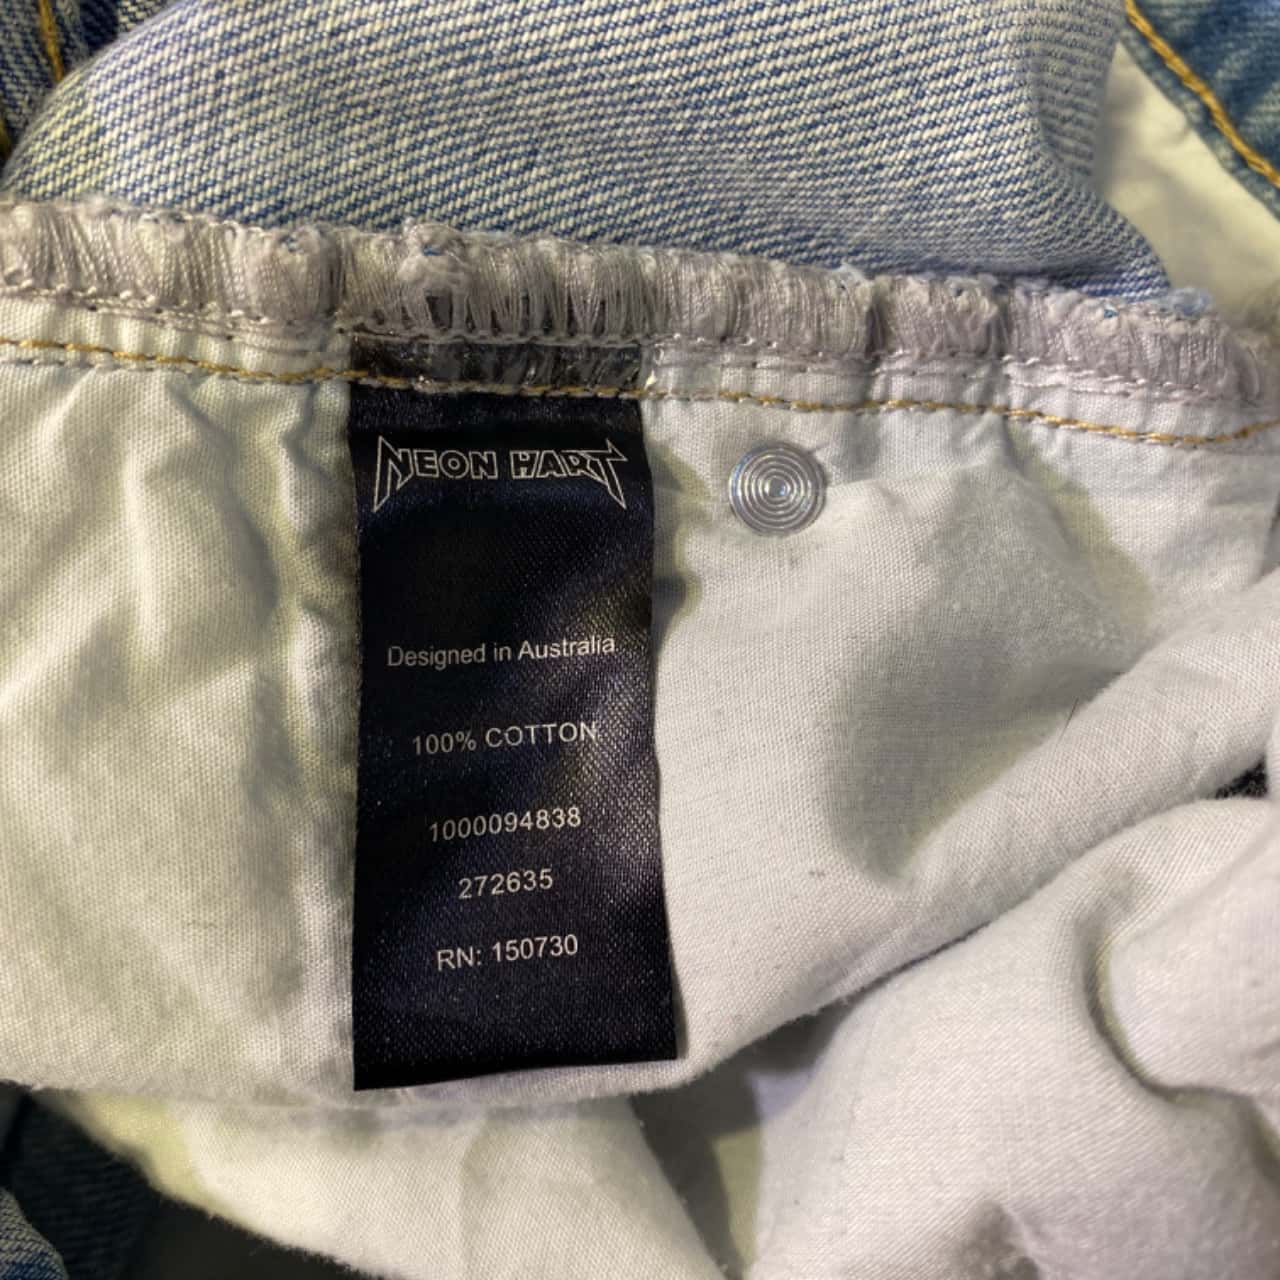 NEON HART
Designed in Australia
100% COTTON
1000094838
272635
RN: 150730